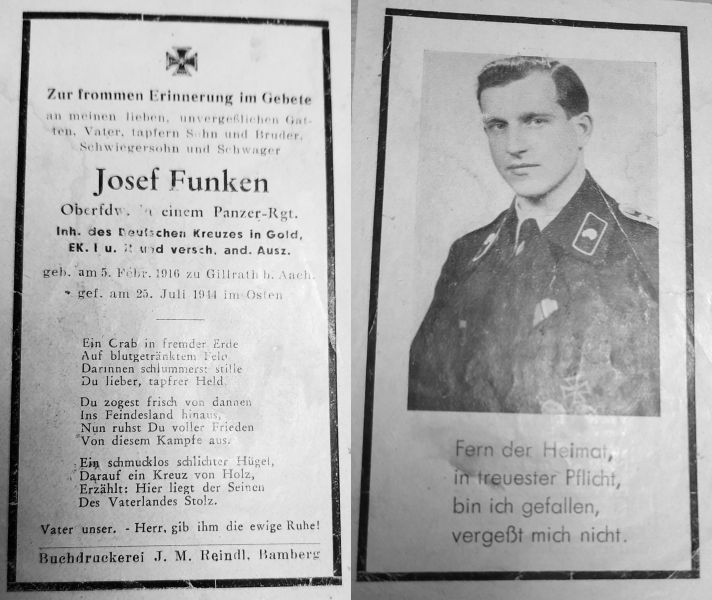 Zur frommen Erinnerung im Gebete
an meinen lieben, unvergeßlichen Gat-
ten, Vater, tapfern Sohn und Bruder,
Schwiegersohn und Schwager
Josef Funken
Oberfdw. in einem Panzer-Rgt.
Inh. des Deutschen Kreuzes in Gold,
EK. I u. II und versch. and. Ausz.
geb. am 5. Febr. 1916 zu Gillrath b. Aach.
gef. am 25. Juli 1944 im Osten
Ein Grab in fremder Erde
Auf blutgetränktem Feld
Darinnen schlummerst stille
Du lieber, tapfrer Held.
Du zogest frisch von dannen
Ins Feindesland hinaus,
Nun ruhst Du voller Frieden
Von diesem Kampfe aus.
Ein schmucklos schlichter Hügel,
Darauf ein Kreuz von Holz,
Erzählt: Hier liegt der Seinen
Des Vaterlandes Stolz.
Vater unser. - Herr, gib ihm die ewige Ruhe!
Buchdruckerei J. M. Reindl, Bamberg
Fern der Heimat,
in treuester Pflicht,
bin ich gefallen,
vergeßt mich nicht.